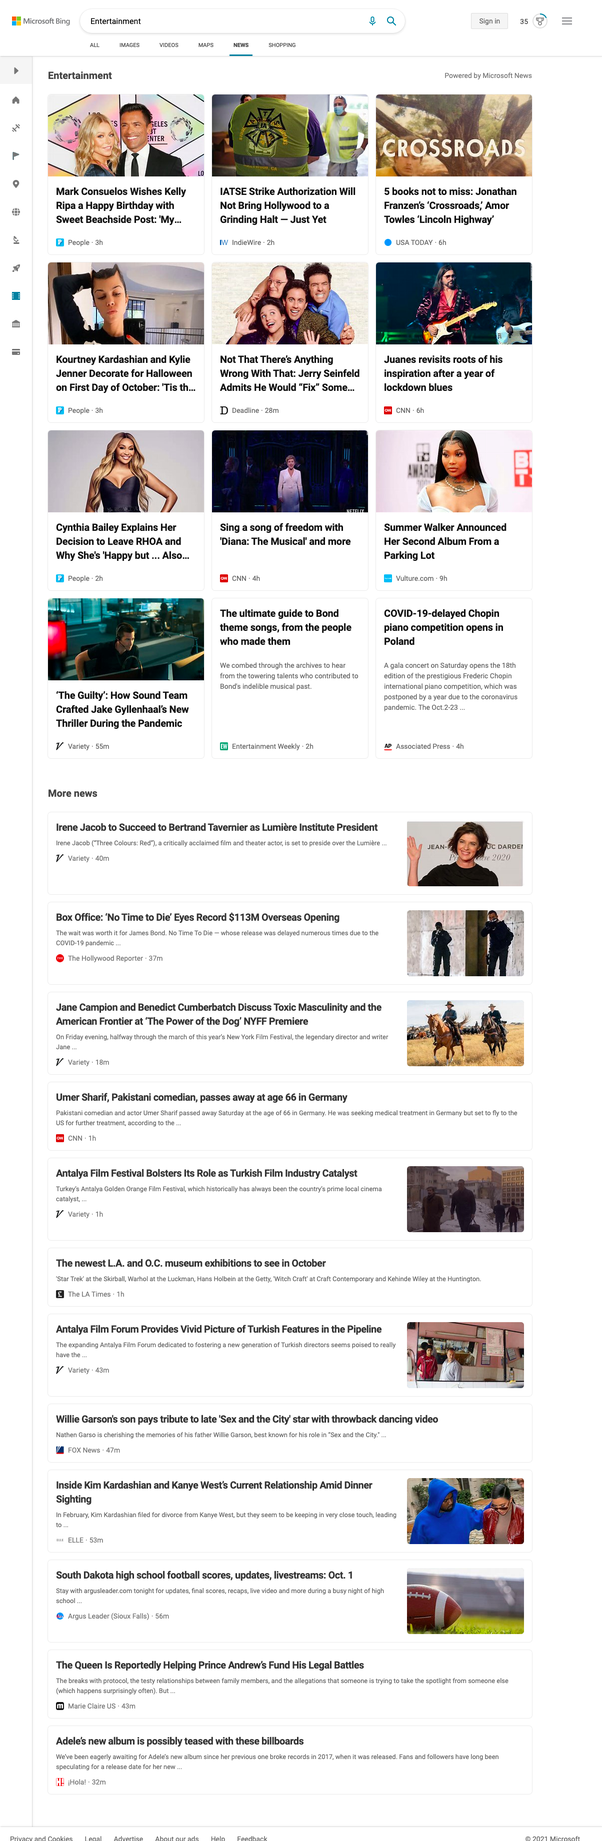 Microsoft Bing
Entertainment
Sign in
35
ALL
IMAGES
VIDEOS
MAPS
NEWS
SHOPPING
Entertainment
Powered by Microsoft News
CROSSROADS
Mark Consuelos Wishes Kelly
Ripa a Happy Birthday with
Sweet Beachside Post: 'My...
People · 3h
IATSE Strike Authorization Will
Not Bring Hollywood to a
Grinding Halt — Just Yet
IW
IndieWire · 2h
5 books not to miss: Jonathan
Franzen's 'Crossroads,' Amor
Towles 'Lincoln Highway'
USA TODAY · 6h
Kourtney Kardashian and Kylie
Jenner Decorate for Halloween
on First Day of October: 'Tis th...
People · 3h
Not That There's Anything
Wrong With That: Jerry Seinfeld
Admits He Would "Fix" Some...
Deadline · 28m
Juanes revisits roots of his
inspiration after a year of
lockdown blues
CNN · 6h
NETFLIX
AWARD
Cynthia Bailey Explains Her
Decision to Leave RHOA and
Why She's 'Happy but ... Also...
People · 2h
Sing a song of freedom with
'Diana: The Musical' and more
CNN · 4h
Summer Walker Announced
Her Second Album From a
Parking Lot
Vulture.com · 9h
'The Guilty': How Sound Team
Crafted Jake Gyllenhaal's New
Thriller During the Pandemic
Variety · 55m
The ultimate guide to Bond
theme songs, from the people
who made them
We combed through the archives to hear
from the towering talents who contributed to
Bond's indelible musical past.
Entertainment Weekly · 2h
COVID-19-delayed Chopin
piano competition opens in
Poland
A gala concert on Saturday opens the 18th
edition of the prestigious Frederic Chopin
international piano competition, which was
postponed by a year due to the coronavirus
pandemic. The Oct.2-23 ...
AP
Associated Press · 4h
More news
Irene Jacob to Succeed to Bertrand Tavernier as Lumière Institute President
Irene Jacob ("Three Colours: Red"), a critically acclaimed film and theater actor, is set to preside over the Lumière ...
Variety · 40m
2020
Box Office: 'No Time to Die' Eyes Record $113M Overseas Opening
The wait was worth it for James Bond. No Time To Die — whose release was delayed numerous times due to the
COVID-19 pandemic ...
The Hollywood Reporter · 37m
Jane Campion and Benedict Cumberbatch Discuss Toxic Masculinity and the
American Frontier at 'The Power of the Dog' NYFF Premiere
On Friday evening, halfway through the march of this year's New York Film Festival, the legendary director and writer
Jane ...
Variety · 18m
Umer Sharif, Pakistani comedian, passes away at age 66 in Germany
Pakistani comedian and actor Umer Sharif passed away Saturday at the age of 66 in Germany. He was seeking medical treatment in Germany but set to fly to the
US for further treatment, according to the ...
CNN · 1h
Antalya Film Festival Bolsters Its Role as Turkish Film Industry Catalyst
Turkey's Antalya Golden Orange Film Festival, which historically has always been the country's prime local cinema
catalyst, ...
Variety · 1h
The newest L.A. and O.C. museum exhibitions to see in October
'Star Trek' at the Skirball, Warhol at the Luckman, Hans Holbein at the Getty, 'Witch Craft' at Craft Contemporary and Kehinde Wiley at the Huntington.
The LA Times · 1h
Antalya Film Forum Provides Vivid Picture of Turkish Features in the Pipeline
The expanding Antalya Film Forum dedicated to fostering a new generation of Turkish directors seems poised to really
have the ...
Variety · 43m
Willie Garson's son pays tribute to late 'Sex and the City' star with throwback dancing video
Nathen Garso is cherishing the memories of his father Willie Garson, best known for his role in "Sex and the City." ...
FOX News · 47m
Inside Kim Kardashian and Kanye West's Current Relationship Amid Dinner
Sighting
In February, Kim Kardashian filed for divorce from Kanye West, but they seem to be keeping in very close touch, leading
to ...
ELLE · 53m
South Dakota high school football scores, updates, livestreams: Oct. 1
Stay with argusleader.com tonight for updates, final scores, recaps, live video and more during a busy night of high
school ...
Argus Leader (Sioux Falls) · 56m
The Queen Is Reportedly Helping Prince Andrew's Fund His Legal Battles
The breaks with protocol, the testy relationships between family members, and the allegations that someone is trying to take the spotlight from someone else
(which happens surprisingly often). But ...
Marie Claire US · 43m
Adele's new album is possibly teased with these billboards
We've been eagerly awaiting for Adele's new album since her previous one broke records in 2017, when it was released. Fans and followers have long been
speculating for a release date for her new ...
¡Hola! · 32m
Privacy and Cookies
Legal
Advertise
About our ads
Help
Feedback
© 2021 Microsoft